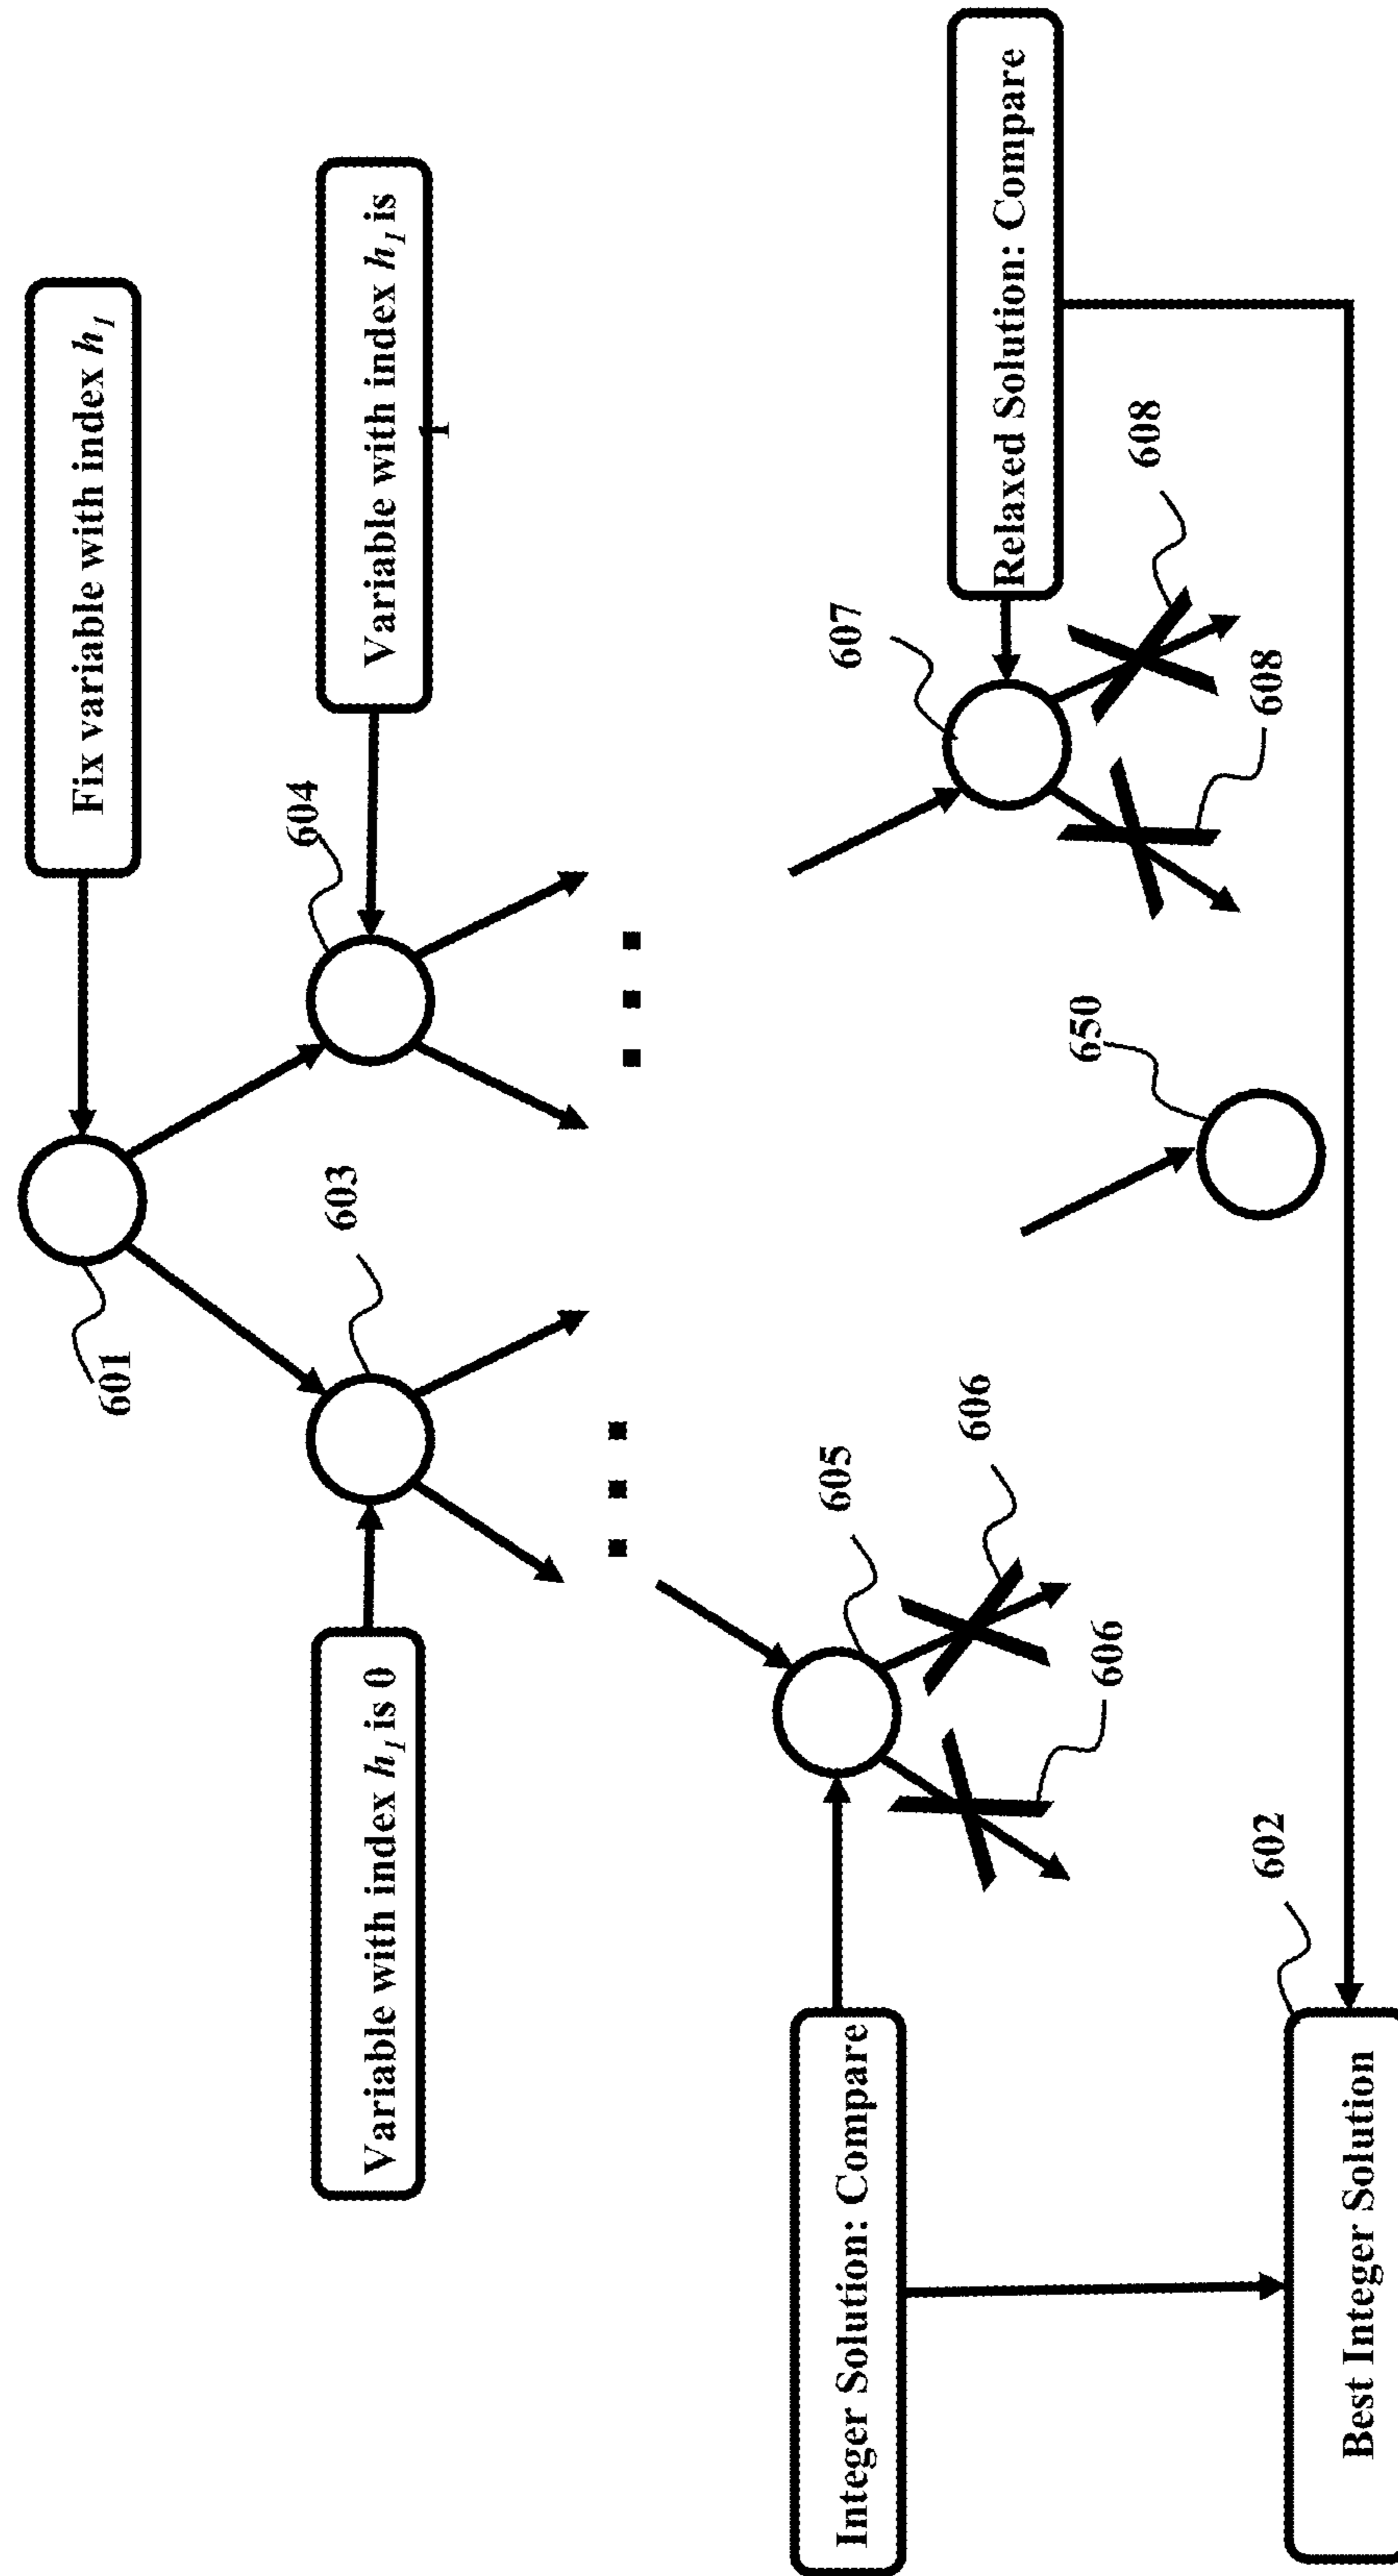 Fix variable with index h1
601
Variable with index h1 is 0
603
604
Variable with index h1 is
1
Integer Solution: Compare
605
606
606
607
Relaxed Solution: Compare
608
608
650
602
Best Integer Solution